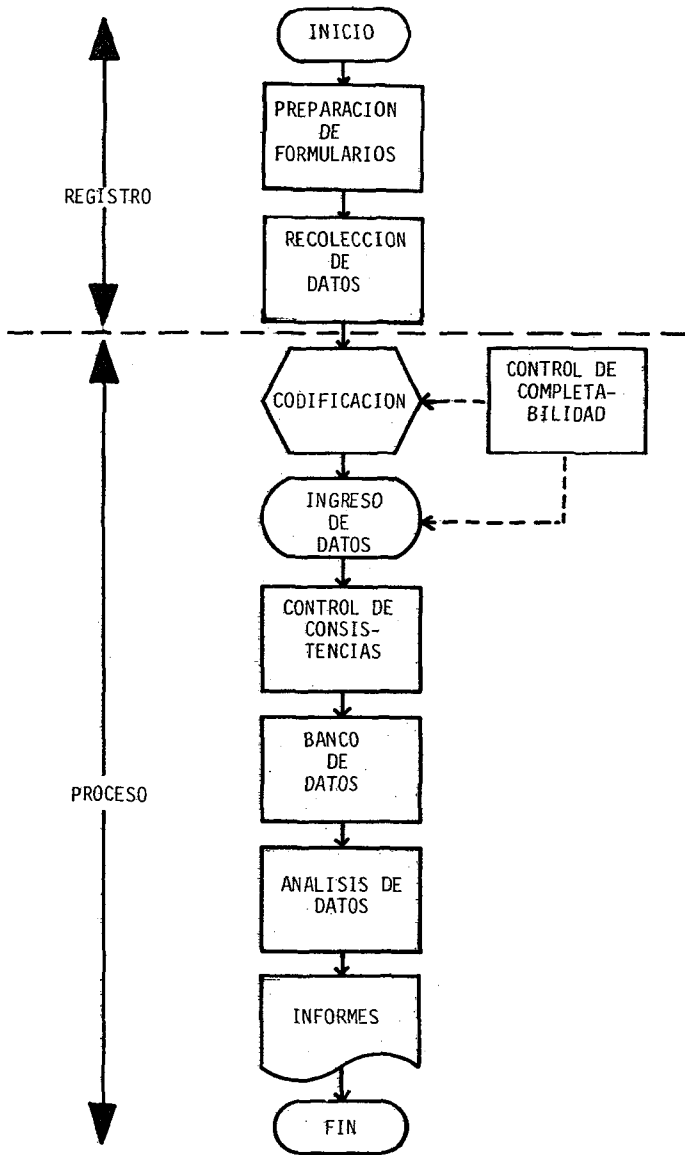 INICIO
PREPARACION
DE
FORMULARIOS
REGISTRO
RECOLECCION
DE
DATOS
CODIFICACION
CONTROL DE
COMPLETA-
BILIDAD
INGRESO
DE
DATOS
CONTROL DE
CONSIS-
TENCIAS
BANCO
DE
DATOS
PROCESO
ANALISIS DE
DATOS
INFORMES
FIN